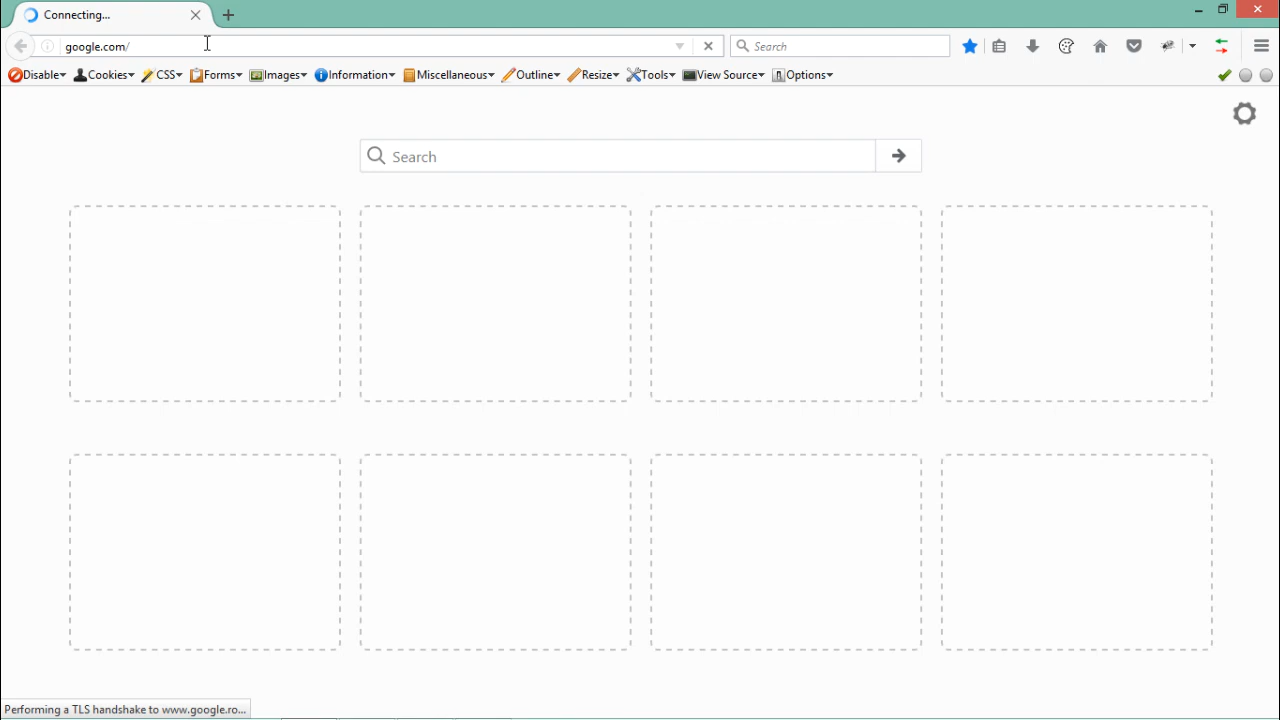 Connecting...
google.com/
Search
Disable Cookies CSS Forms Images Information Miscellaneous Outline Resize Tools View Source Options
Search
Performing a TLS handshake to www.google.ro...